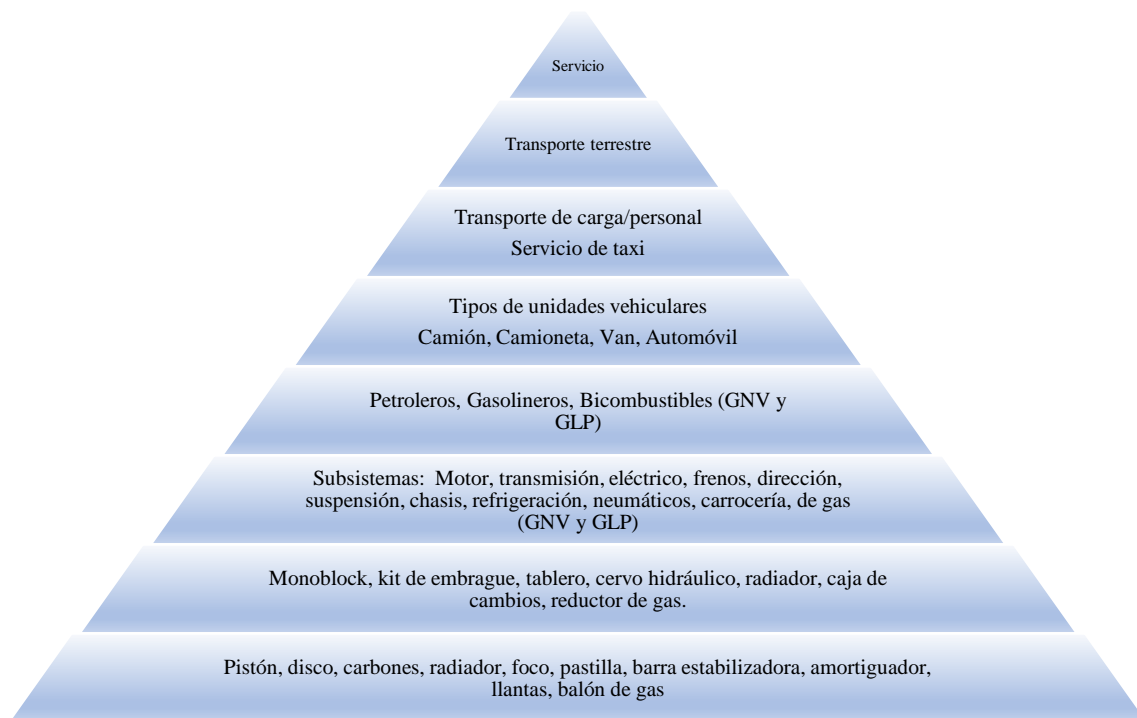 Servicio
Transporte terrestre
Transporte de carga/personal
Servicio de taxi
Tipos de unidades vehiculares
Camión, Camioneta, Van, Automóvil
Petroleros, Gasolineros, Bicombustibles (GNV y
GLP)
Subsistemas: Motor, transmisión, eléctrico, frenos, dirección,
suspensión, chasis, refrigeración, neumáticos, carrocería, de gas
(GNV y GLP)
Monoblock, kit de embrague, tablero, cervo hidráulico, radiador, caja de
cambios, reductor de gas.
Pistón, disco, carbones, radiador, foco, pastilla, barra estabilizadora, amortiguador,
llantas, balón de gas